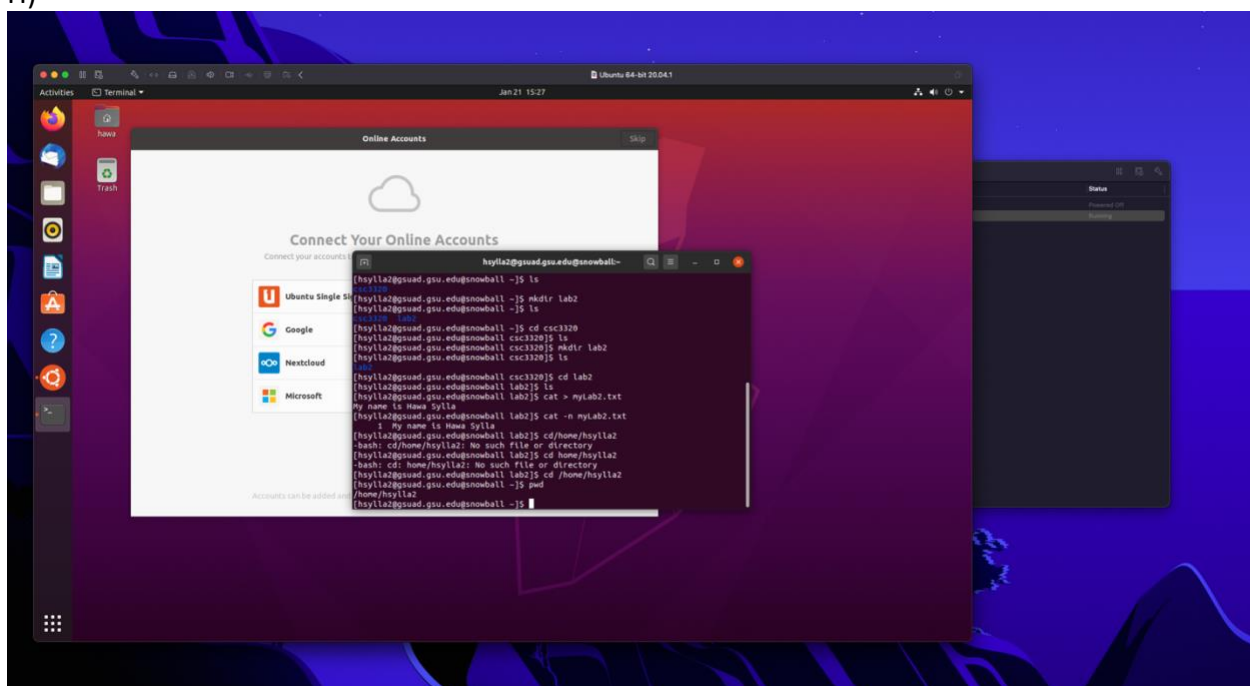 Ubuntu 64-bit 20.04.1
Activities
Terminal
Jan 21 15:27
hawa
Trash
Online Accounts
Skip
Connect Your Online Accounts
Connect your accounts
Ubuntu Single Si
Google
Nextcloud
Microsoft
Accounts can be added and
hsylla2@gsuad.gsu.edu@snowball:~
[hsylla2@gsuad.gsu.edu@snowball ~]$ ls
csc3320
[hsylla2@gsuad.gsu.edu@snowball ~]$ mkdir lab2
[hsylla2@gsuad.gsu.edu@snowball ~]$ ls
csc3320 lab2
[hsylla2@gsuad.gsu.edu@snowball ~]$ cd csc3320
[hsylla2@gsuad.gsu.edu@snowball csc3320]$ ls
[hsylla2@gsuad.gsu.edu@snowball csc3320]$ mkdir lab2
[hsylla2@gsuad.gsu.edu@snowball csc3320]$ ls
lab2
[hsylla2@gsuad.gsu.edu@snowball csc3320]$ cd lab2
[hsylla2@gsuad.gsu.edu@snowball lab2]$ ls
[hsylla2@gsuad.gsu.edu@snowball lab2]$ cat > myLab2.txt
My name is Hawa Sylla
[hsylla2@gsuad.gsu.edu@snowball lab2]$ cat -n myLab2.txt
1 My name is Hawa Sylla
[hsylla2@gsuad.gsu.edu@snowball lab2]$ cd/home/hsylla2
-bash: cd/home/hsylla2: No such file or directory
[hsylla2@gsuad.gsu.edu@snowball lab2]$ cd home/hsylla2
-bash: cd: home/hsylla2: No such file or directory
[hsylla2@gsuad.gsu.edu@snowball lab2]$ cd /home/hsylla2
[hsylla2@gsuad.gsu.edu@snowball ~]$ pwd
/home/hsylla2
[hsylla2@gsuad.gsu.edu@snowball ~]$
Status
Powered Off
Running